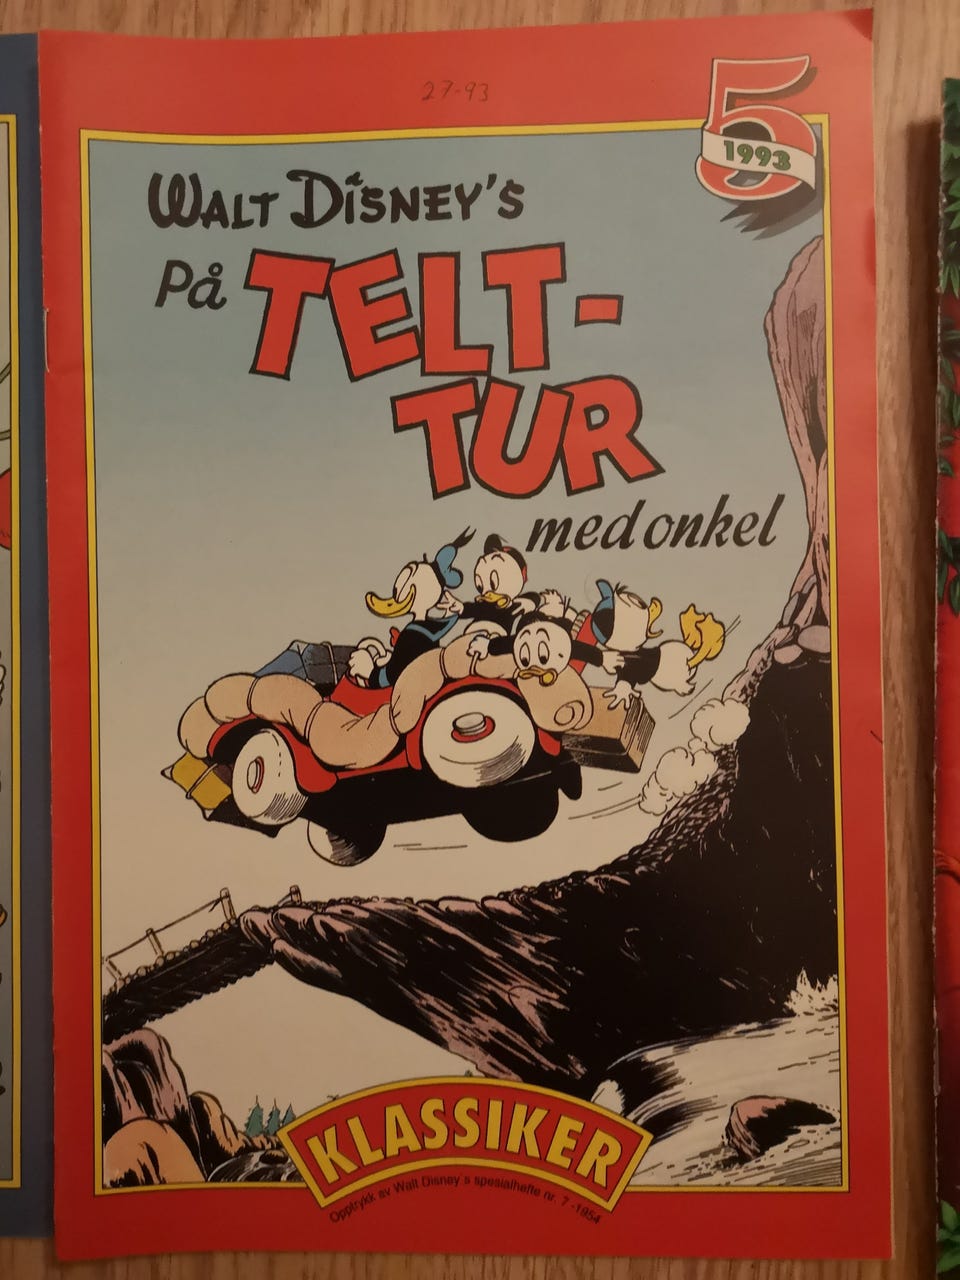 27-93
5
1993
WALT DISNEY'S
På TELT-
TUR
med onkel
KLASSIKER
Opptrykk av Walt Disney s spesialhefte nr. 7 -1954